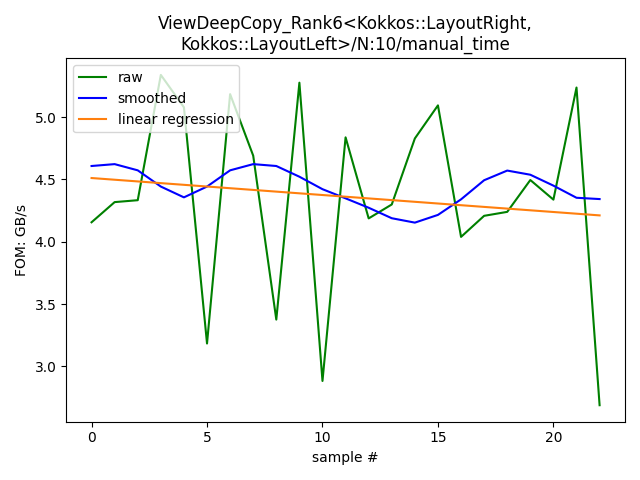 ViewDeepCopy_Rank6<Kokkos::LayoutRight,
Kokkos::LayoutLeft>/N:10/manual_time
raw
smoothed
linear regression
FOM: GB/s
5.0
4.5
4.0
3.5
3.0
0 5 10 15 20
sample #